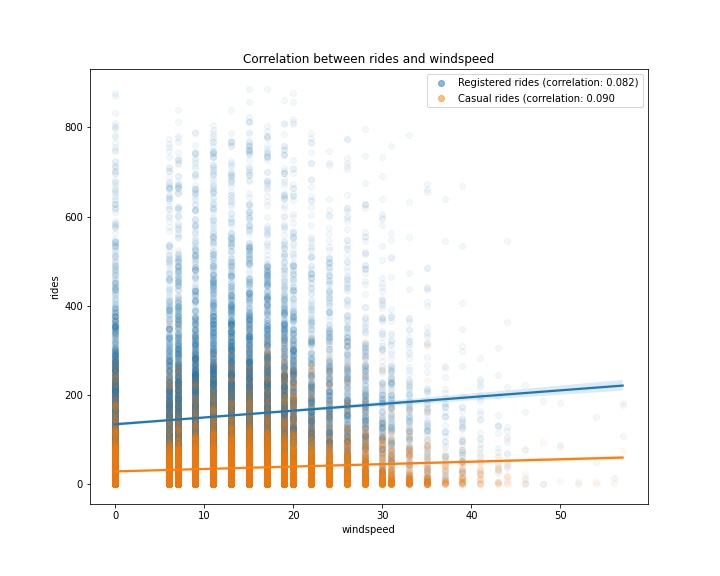 Correlation between rides and windspeed
Registered rides (correlation: 0.082)
Casual rides (correlation: 0.090
800
600
400
200
0
rides
0 10 20 30 40 50
windspeed